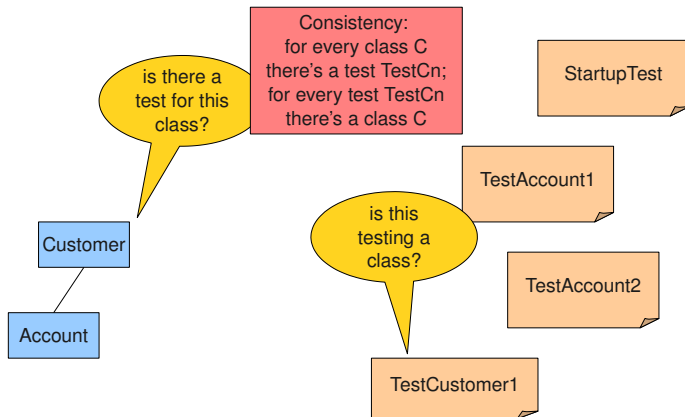 Consistency:
for every class C
there's a test TestCn;
for every test TestCn
there's a class C
is there a
test for this
class?
StartupTest
TestAccount1
is this
testing a
class?
Customer
TestAccount2
Account
TestCustomer1